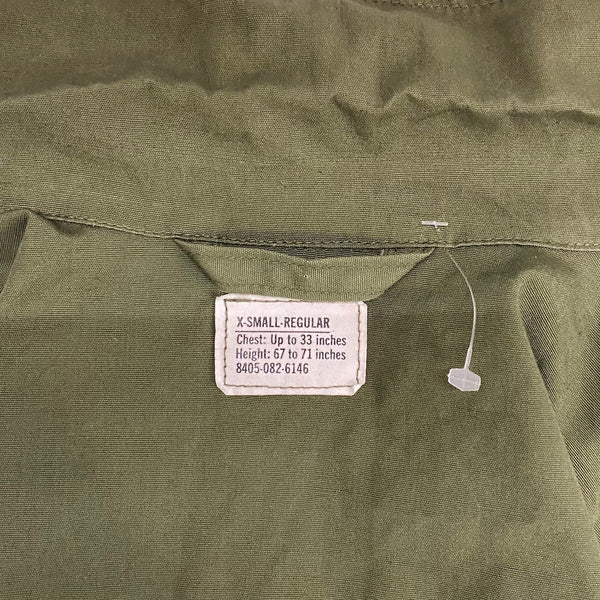 X-SMALL-REGULAR
Chest: Up to 33 inches
Height: 67 to 71 inches
8405-082-6146